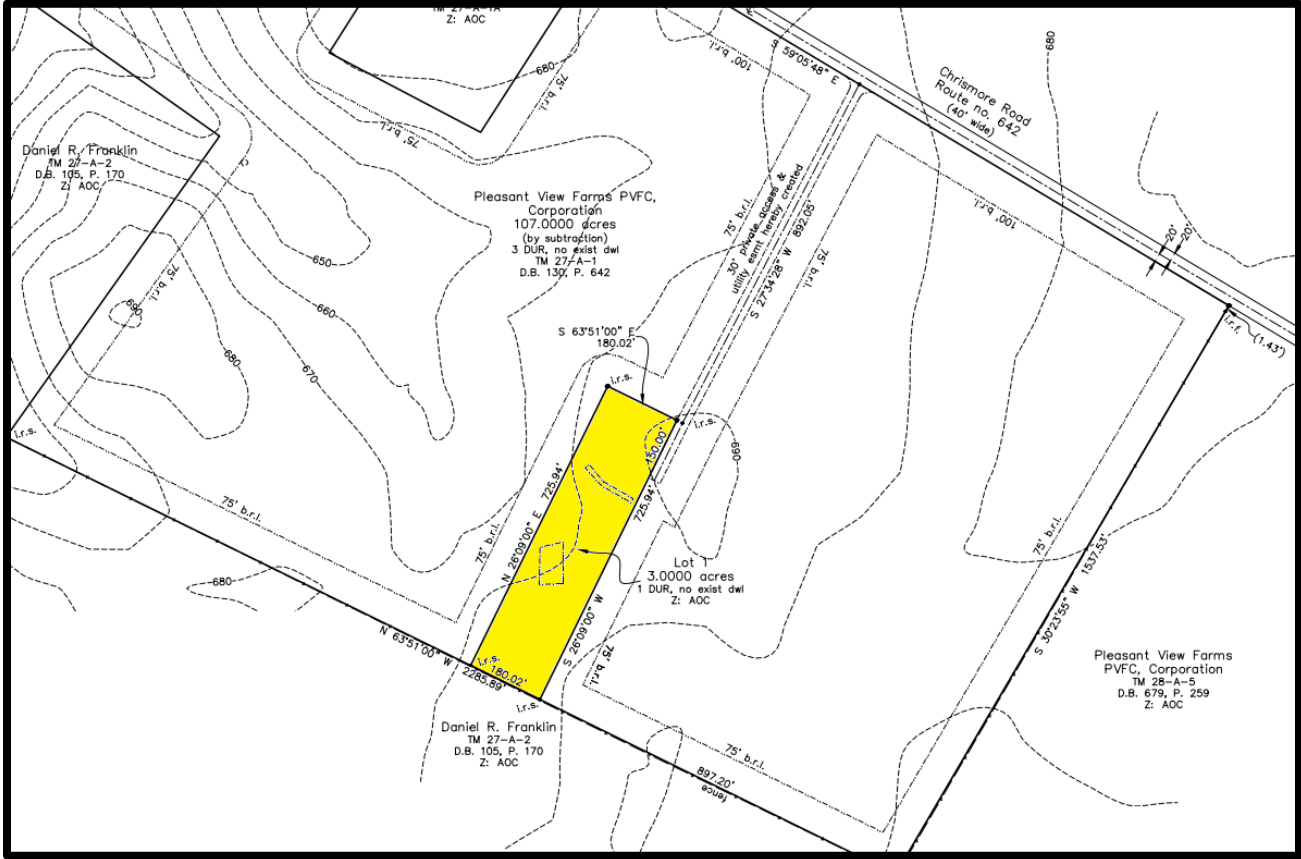 TM 27-A-1A
Z: AOC
680
75' b.r.l.
75' b.r.l.
100' b.r.l.
S 59°05'48" E
Chrismore Road
Route no. 642
(40' wide)
680
Daniel R. Franklin
TM 27-A-2
D.B. 105, P. 170
Z: AOC
Pleasant View Farms PVFC,
Corporation
107.0000 acres
(by subtraction)
3 DUR, no exist dwl
TM 27-A-1
D.B. 130, P. 642
75' b.r.l.
30' private access &
utility esmt hereby created
S 27°34'28" W 892.05'
75' b.r.l.
100' b.r.l.
20'
20'
i.r.f.
(1.43')
75' b.r.l.
650
660
690
680
670
S 63°51'00" E
180.02'
i.r.s.
i.r.s.
i.r.s.
150.00'
690
N 26°09'00" E 725.94'
725.94'
75' b.r.l.
75' b.r.l.
75' b.r.l.
Lot 1
3.0000 acres
1 DUR, no exist dwl
Z: AOC
S 26°09'00" W
75' b.r.l.
S 30°23'55" W 1537.53'
680
N 63°51'00" W
2285.89'
i.r.s.
180.02'
i.r.s.
Pleasant View Farms
PVFC, Corporation
TM 28-A-5
D.B. 679, P. 259
Z: AOC
Daniel R. Franklin
TM 27-A-2
D.B. 105, P. 170
Z: AOC
75' b.r.l.
897.20'
fence